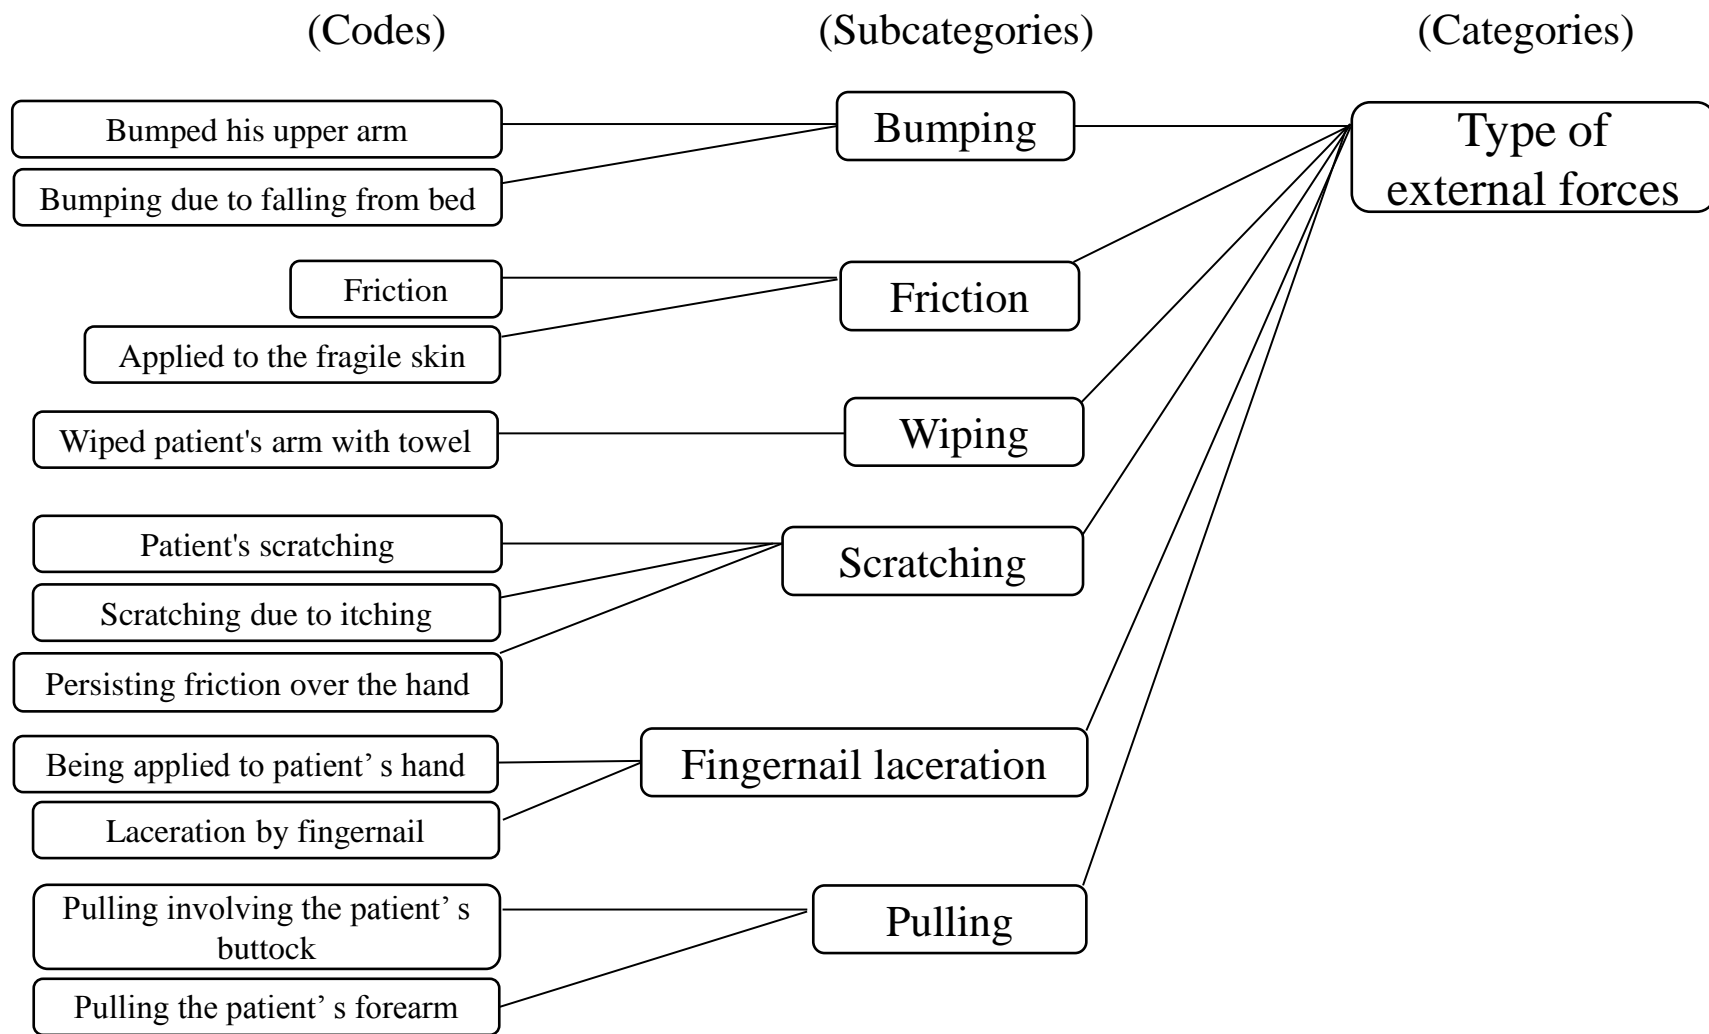 (Codes)
(Subcategories)
(Categories)
Bumped his upper arm
Bumping due to falling from bed
Bumping
Type of
external forces
Friction
Applied to the fragile skin
Friction
Wiped patient's arm with towel
Wiping
Patient's scratching
Scratching due to itching
Persisting friction over the hand
Scratching
Being applied to patient’ s hand
Laceration by fingernail
Fingernail laceration
Pulling involving the patient’ s
buttock
Pulling the patient’ s forearm
Pulling